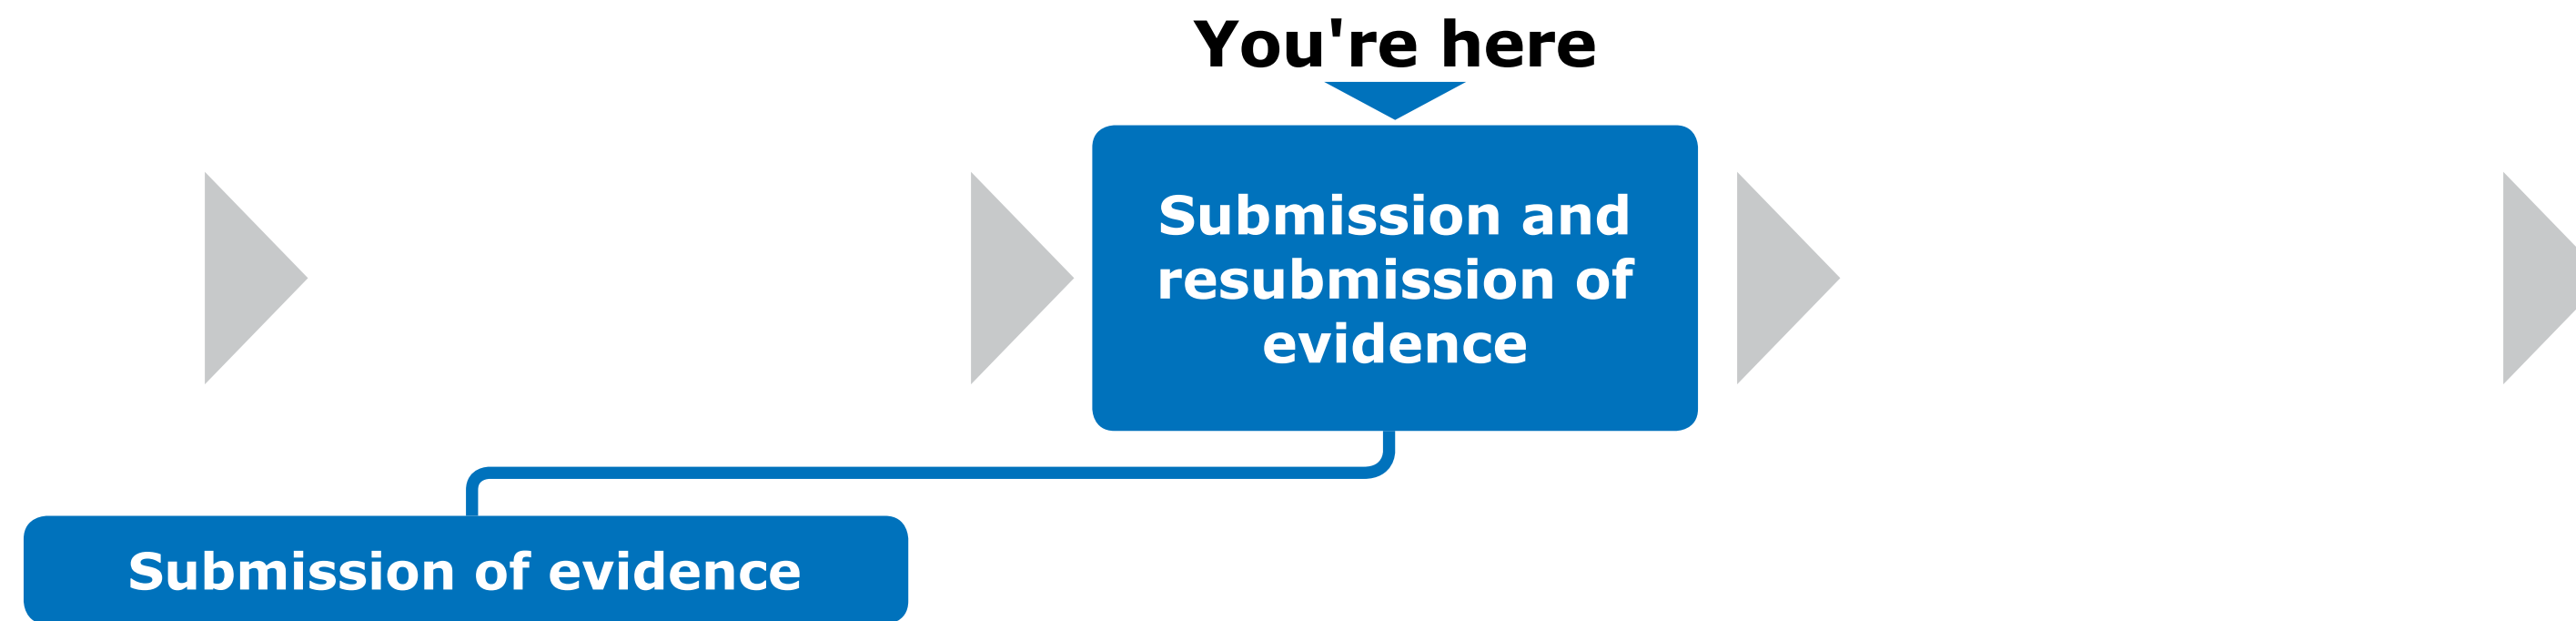 You're here
Submission and
resubmission of
evidence
Submission of evidence